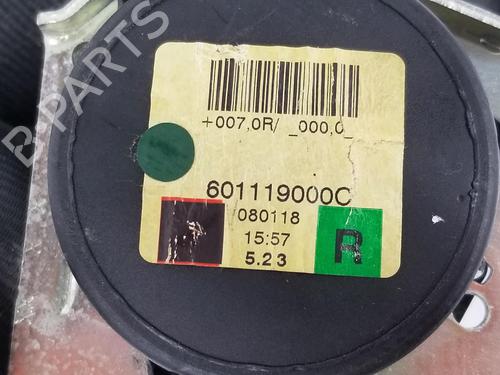 B-PARTS
+007,0R/ _000,0_
601119000C
080118
15:57
5.23
R